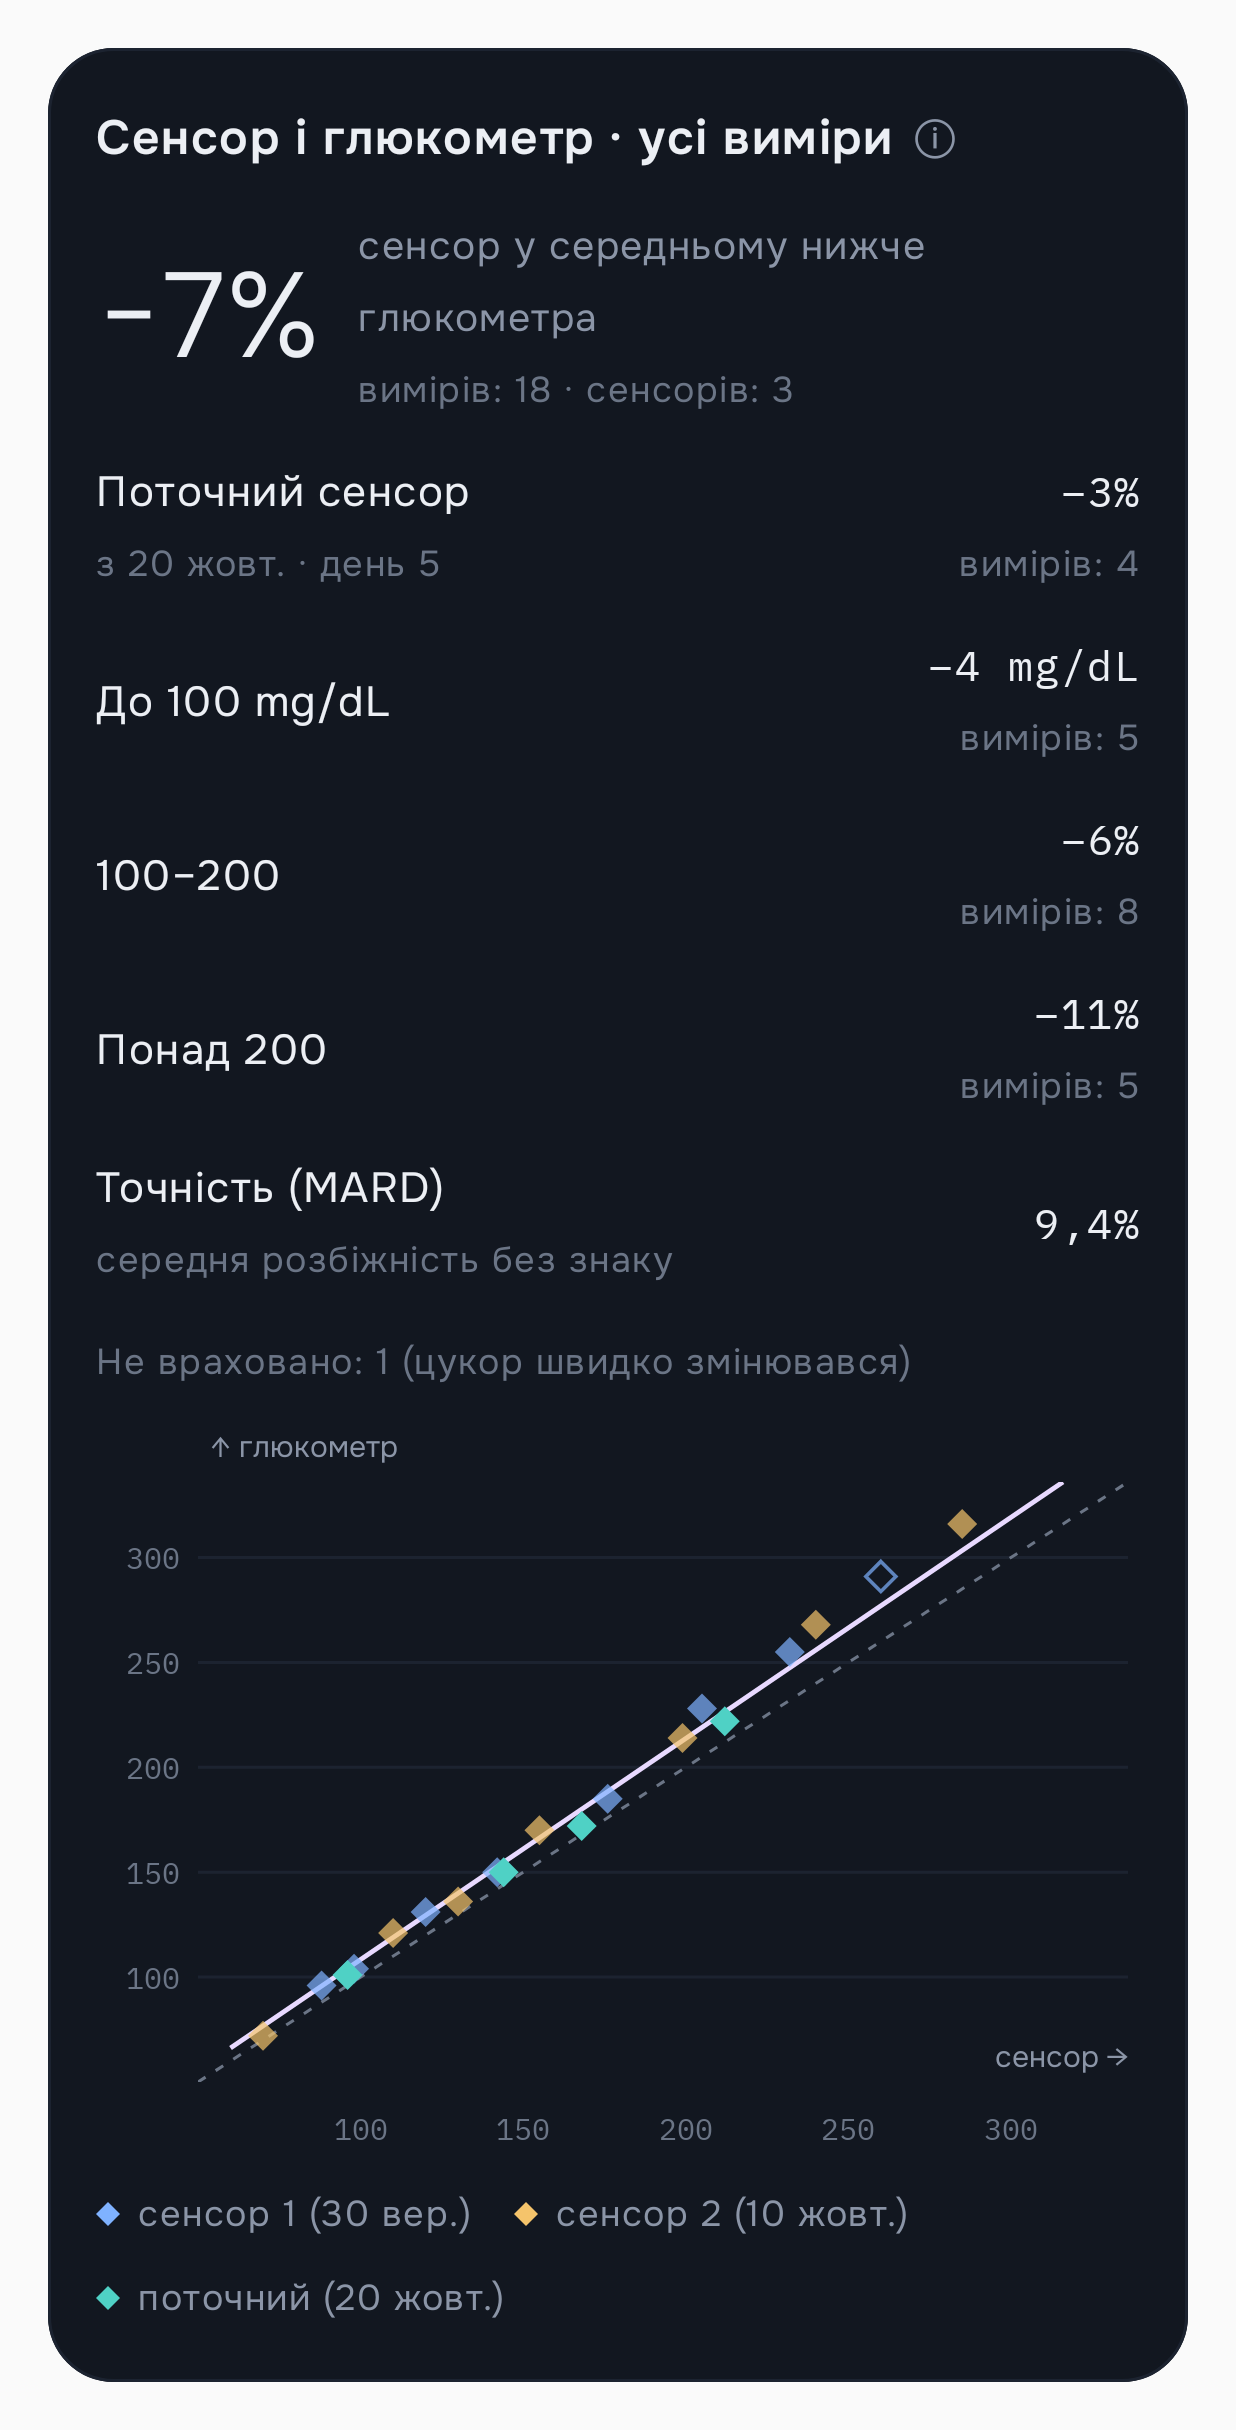 Сенсор і глюкометр · усі виміри
−7%
сенсор у середньому нижче
глюкометра
вимірів: 18 · сенсорів: 3
Поточний сенсор
−3%
з 20 жовт. · день 5
вимірів: 4
До 100 mg/dL
−4 mg/dL
вимірів: 5
100–200
−6%
вимірів: 8
Понад 200
−11%
вимірів: 5
Точність (MARD)
9,4%
середня розбіжність без знаку
Не враховано: 1 (цукор швидко змінювався)
↑ глюкометр
300
250
200
150
100
сенсор →
100 150 200 250 300
сенсор 1 (30 вер.) сенсор 2 (10 жовт.)
поточний (20 жовт.)